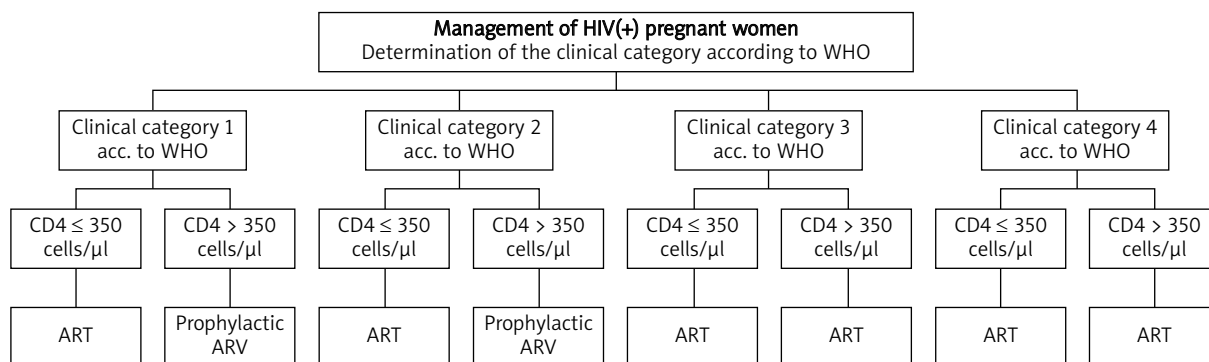 Management of HIV(+) pregnant women
Determination of the clinical category according to WHO
Clinical category 1
acc. to WHO
Clinical category 2
acc. to WHO
Clinical category 3
acc. to WHO
Clinical category 4
acc. to WHO
CD4 ≤ 350
cells/µl
CD4 > 350
cells/µl
CD4 ≤ 350
cells/µl
CD4 > 350
cells/µl
CD4 ≤ 350
cells/µl
CD4 > 350
cells/µl
CD4 ≤ 350
cells/µl
CD4 > 350
cells/µl
ART
Prophylactic
ARV
ART
Prophylactic
ARV
ART
ART
ART
ART